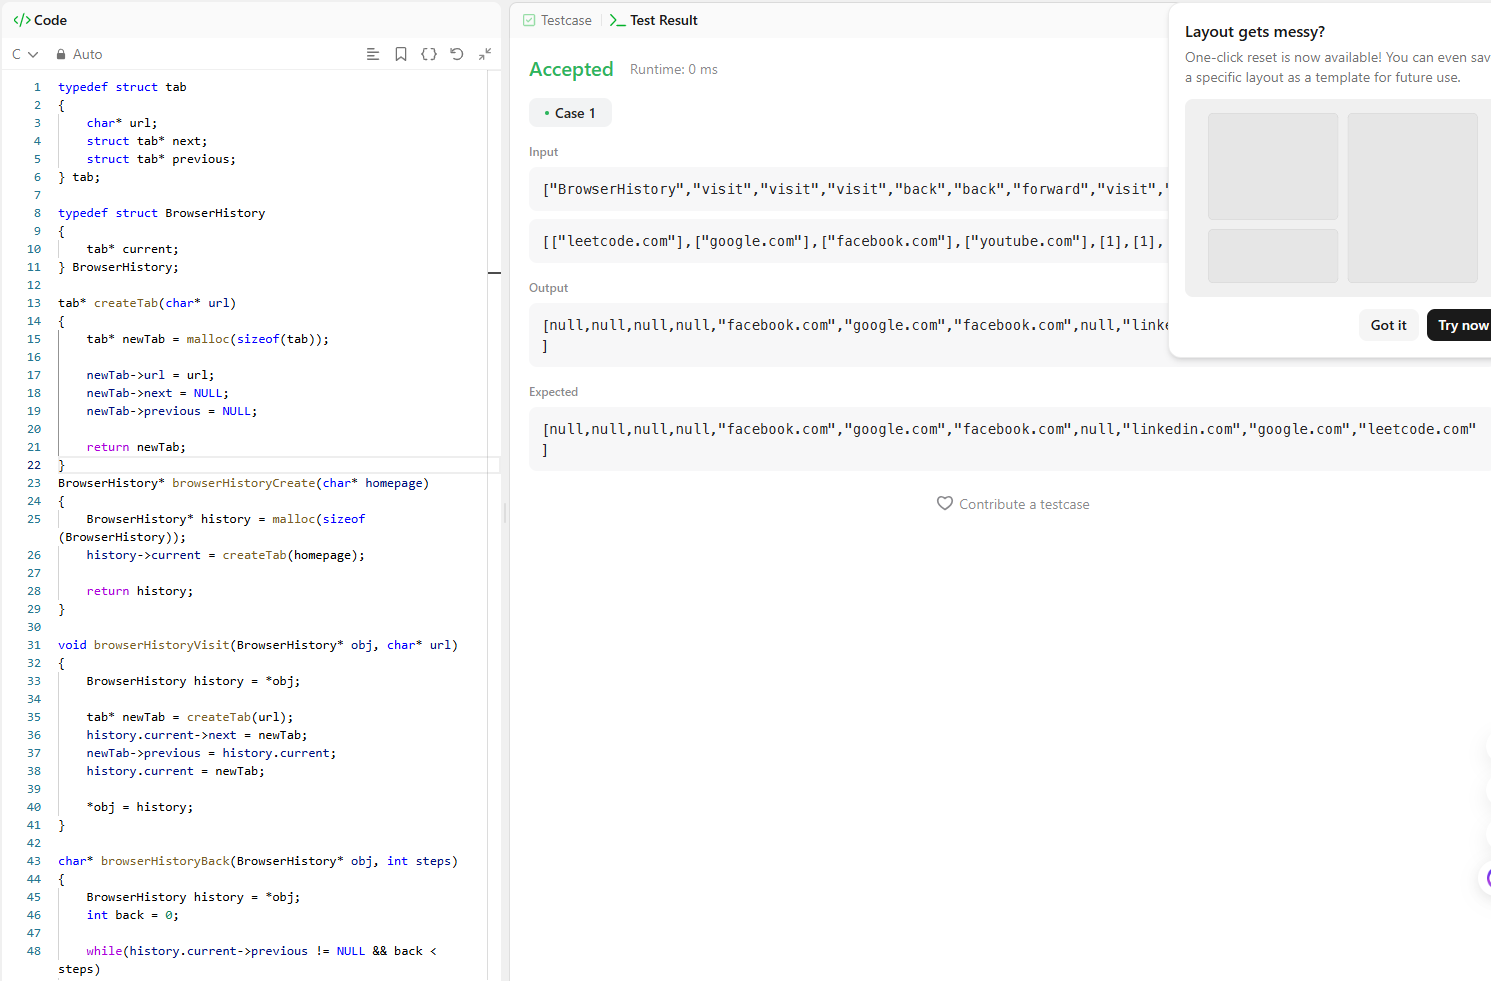 </> Code
C Auto
1 typedef struct tab
2 {
3 char* url;
4 struct tab* next;
5 struct tab* previous;
6 } tab;
7
8 typedef struct BrowserHistory
9 {
10 tab* current;
11 } BrowserHistory;
12
13 tab* createTab(char* url)
14 {
15 tab* newTab = malloc(sizeof(tab));
16
17 newTab->url = url;
18 newTab->next = NULL;
19 newTab->previous = NULL;
20
21 return newTab;
22 }
23 BrowserHistory* browserHistoryCreate(char* homepage)
24 {
25 BrowserHistory* history = malloc(sizeof
(BrowserHistory));
26 history->current = createTab(homepage);
27
28 return history;
29 }
30
31 void browserHistoryVisit(BrowserHistory* obj, char* url)
32 {
33 BrowserHistory history = *obj;
34
35 tab* newTab = createTab(url);
36 history.current->next = newTab;
37 newTab->previous = history.current;
38 history.current = newTab;
39
40 *obj = history;
41 }
42
43 char* browserHistoryBack(BrowserHistory* obj, int steps)
44 {
45 BrowserHistory history = *obj;
46 int back = 0;
47
48 while(history.current->previous != NULL && back <
steps)
Testcase Test Result
Accepted Runtime: 0 ms
Case 1
Input
["BrowserHistory","visit","visit","visit","back","back","forward","visit","
[["leetcode.com"],["google.com"],["facebook.com"],["youtube.com"],[1],[1],
Output
[null,null,null,null,"facebook.com","google.com","facebook.com",null,"linke
]
Expected
[null,null,null,null,"facebook.com","google.com","facebook.com",null,"linkedin.com","google.com","leetcode.com"
]
Contribute a testcase
Layout gets messy?
One-click reset is now available! You can even sav
a specific layout as a template for future use.
Got it Try now